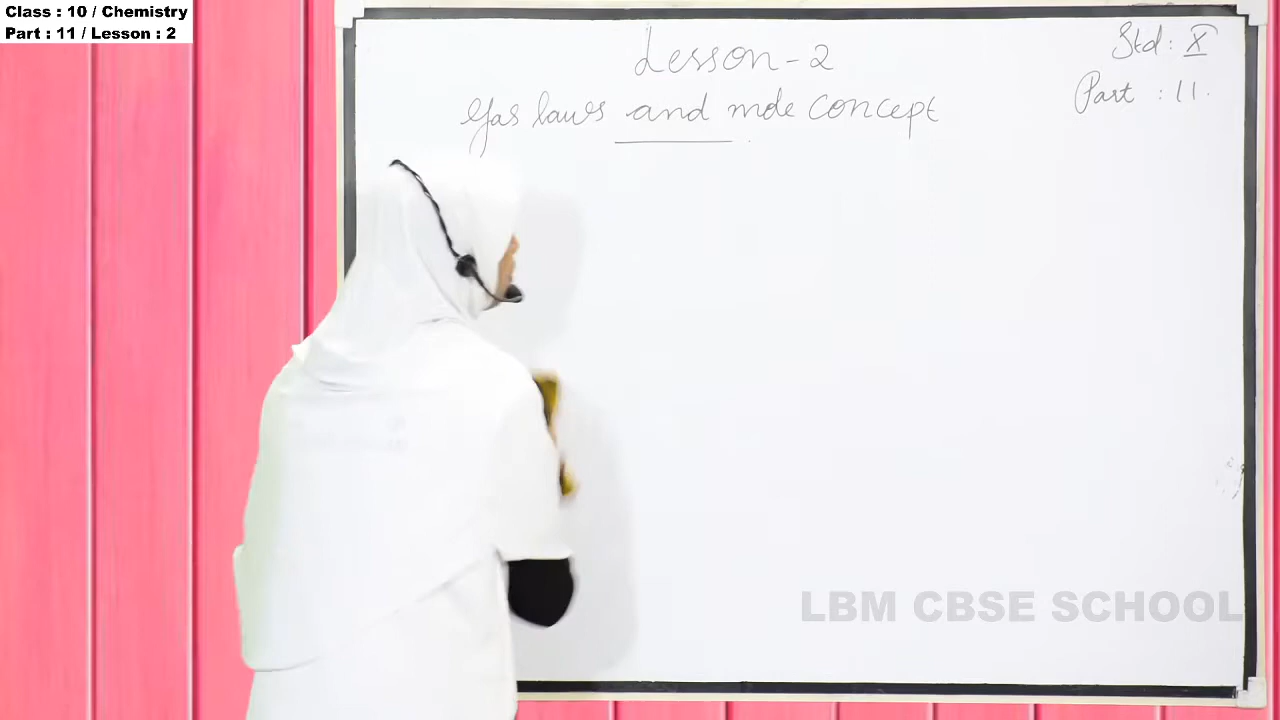 Class : 10 / Chemistry
Part : 11 / Lesson : 2
Lesson - 2
Std : X
Part : 11.
Gas laws and mole concept
LBM CBSE SCHOOL